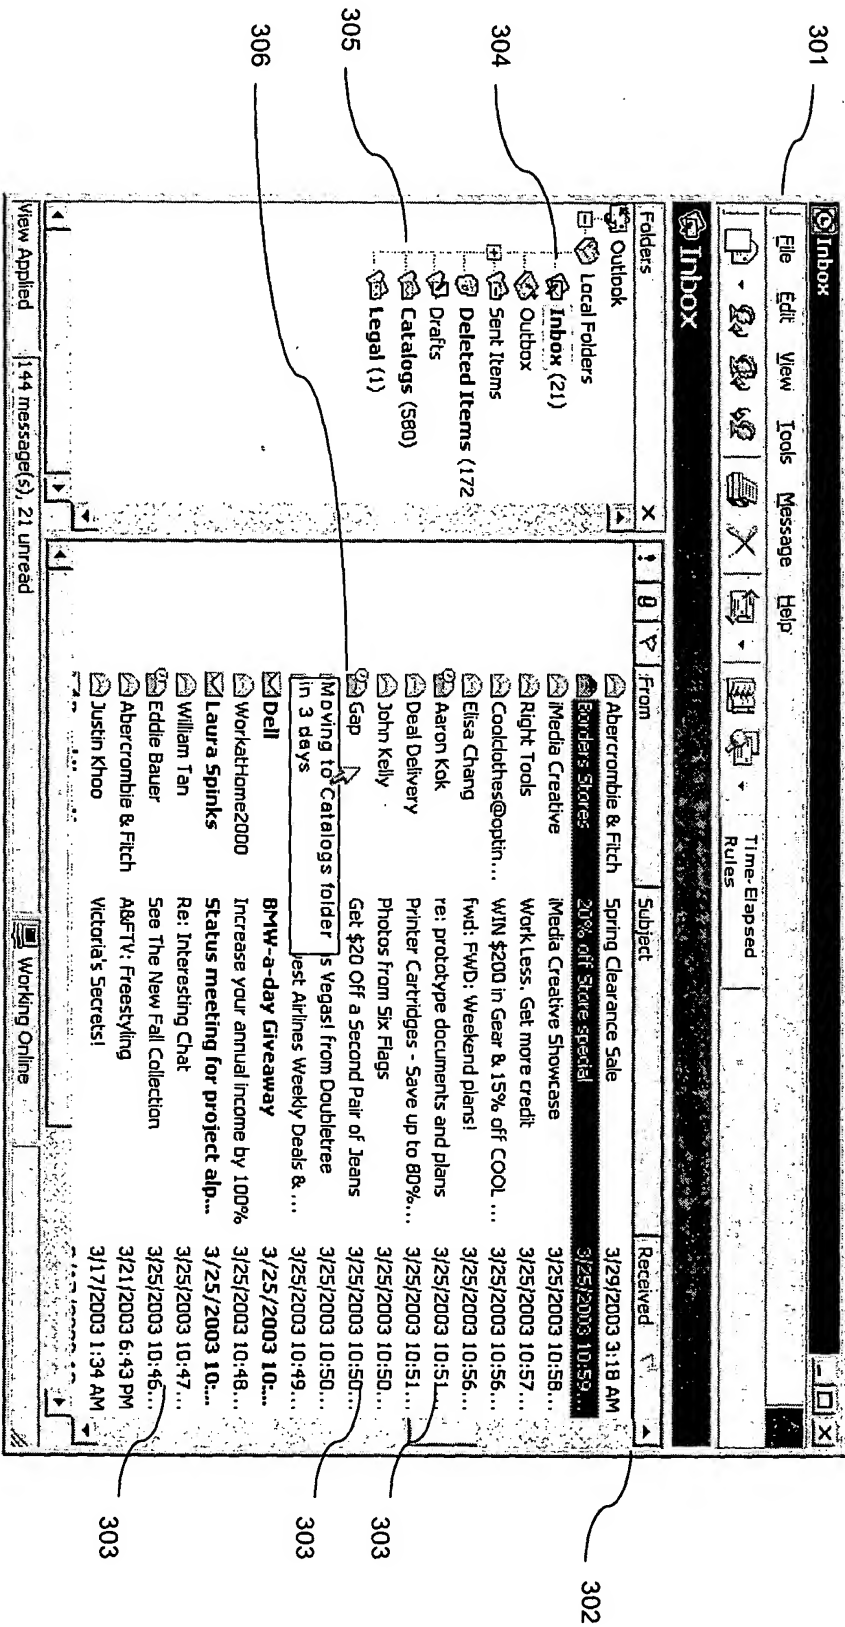 301
302
303
303
303
304
305
306
Inbox
File Edit View Tools Message Help
Time-Elapsed
Rules
Inbox
Folders X
Outlook
Local Folders
Inbox (21)
Outbox
Sent Items
Deleted Items (172
Drafts
Catalogs (580)
Legal (1)
! From Subject Received
Abercrombie & Fitch Spring Clearance Sale 3/29/2003 3:18 AM
Borders Stores 20% off Store special 3/25/2003 10:59...
iMedia Creative iMedia Creative Showcase 3/25/2003 10:58...
Right Tools Work Less. Get more credit 3/25/2003 10:57...
Coolclothes@optin... WIN $200 in Gear & 15% off COOL ... 3/25/2003 10:56...
Elisa Chang fwd: FWD: Weekend plans! 3/25/2003 10:56...
Aaron Kok re: prototype documents and plans 3/25/2003 10:51...
Deal Delivery Printer Cartridges - Save up to 80%... 3/25/2003 10:51...
John Kelly Photos from Six Flags 3/25/2003 10:50...
Gap Get $20 Off a Second Pair of Jeans 3/25/2003 10:50...
Moving to Catalogs folder
in 3 days
s Vegas! from Doubletree 3/25/2003 10:50...
vest Airlines Weekly Deals & ... 3/25/2003 10:49...
Dell BMW-a-day Giveaway 3/25/2003 10:...
WorkatHome2000 Increase your annual income by 100% 3/25/2003 10:48...
Laura Spinks Status meeting for project alp... 3/25/2003 10:...
William Tan Re: Interesting Chat 3/25/2003 10:47...
Eddie Bauer See The New Fall Collection 3/25/2003 10:46...
Abercrombie & Fitch A&FTV: Freestyling 3/21/2003 6:43 PM
Justin Khoo Victoria's Secrets! 3/17/2003 1:34 AM
View Applied 144 message(s), 21 unread Working Online